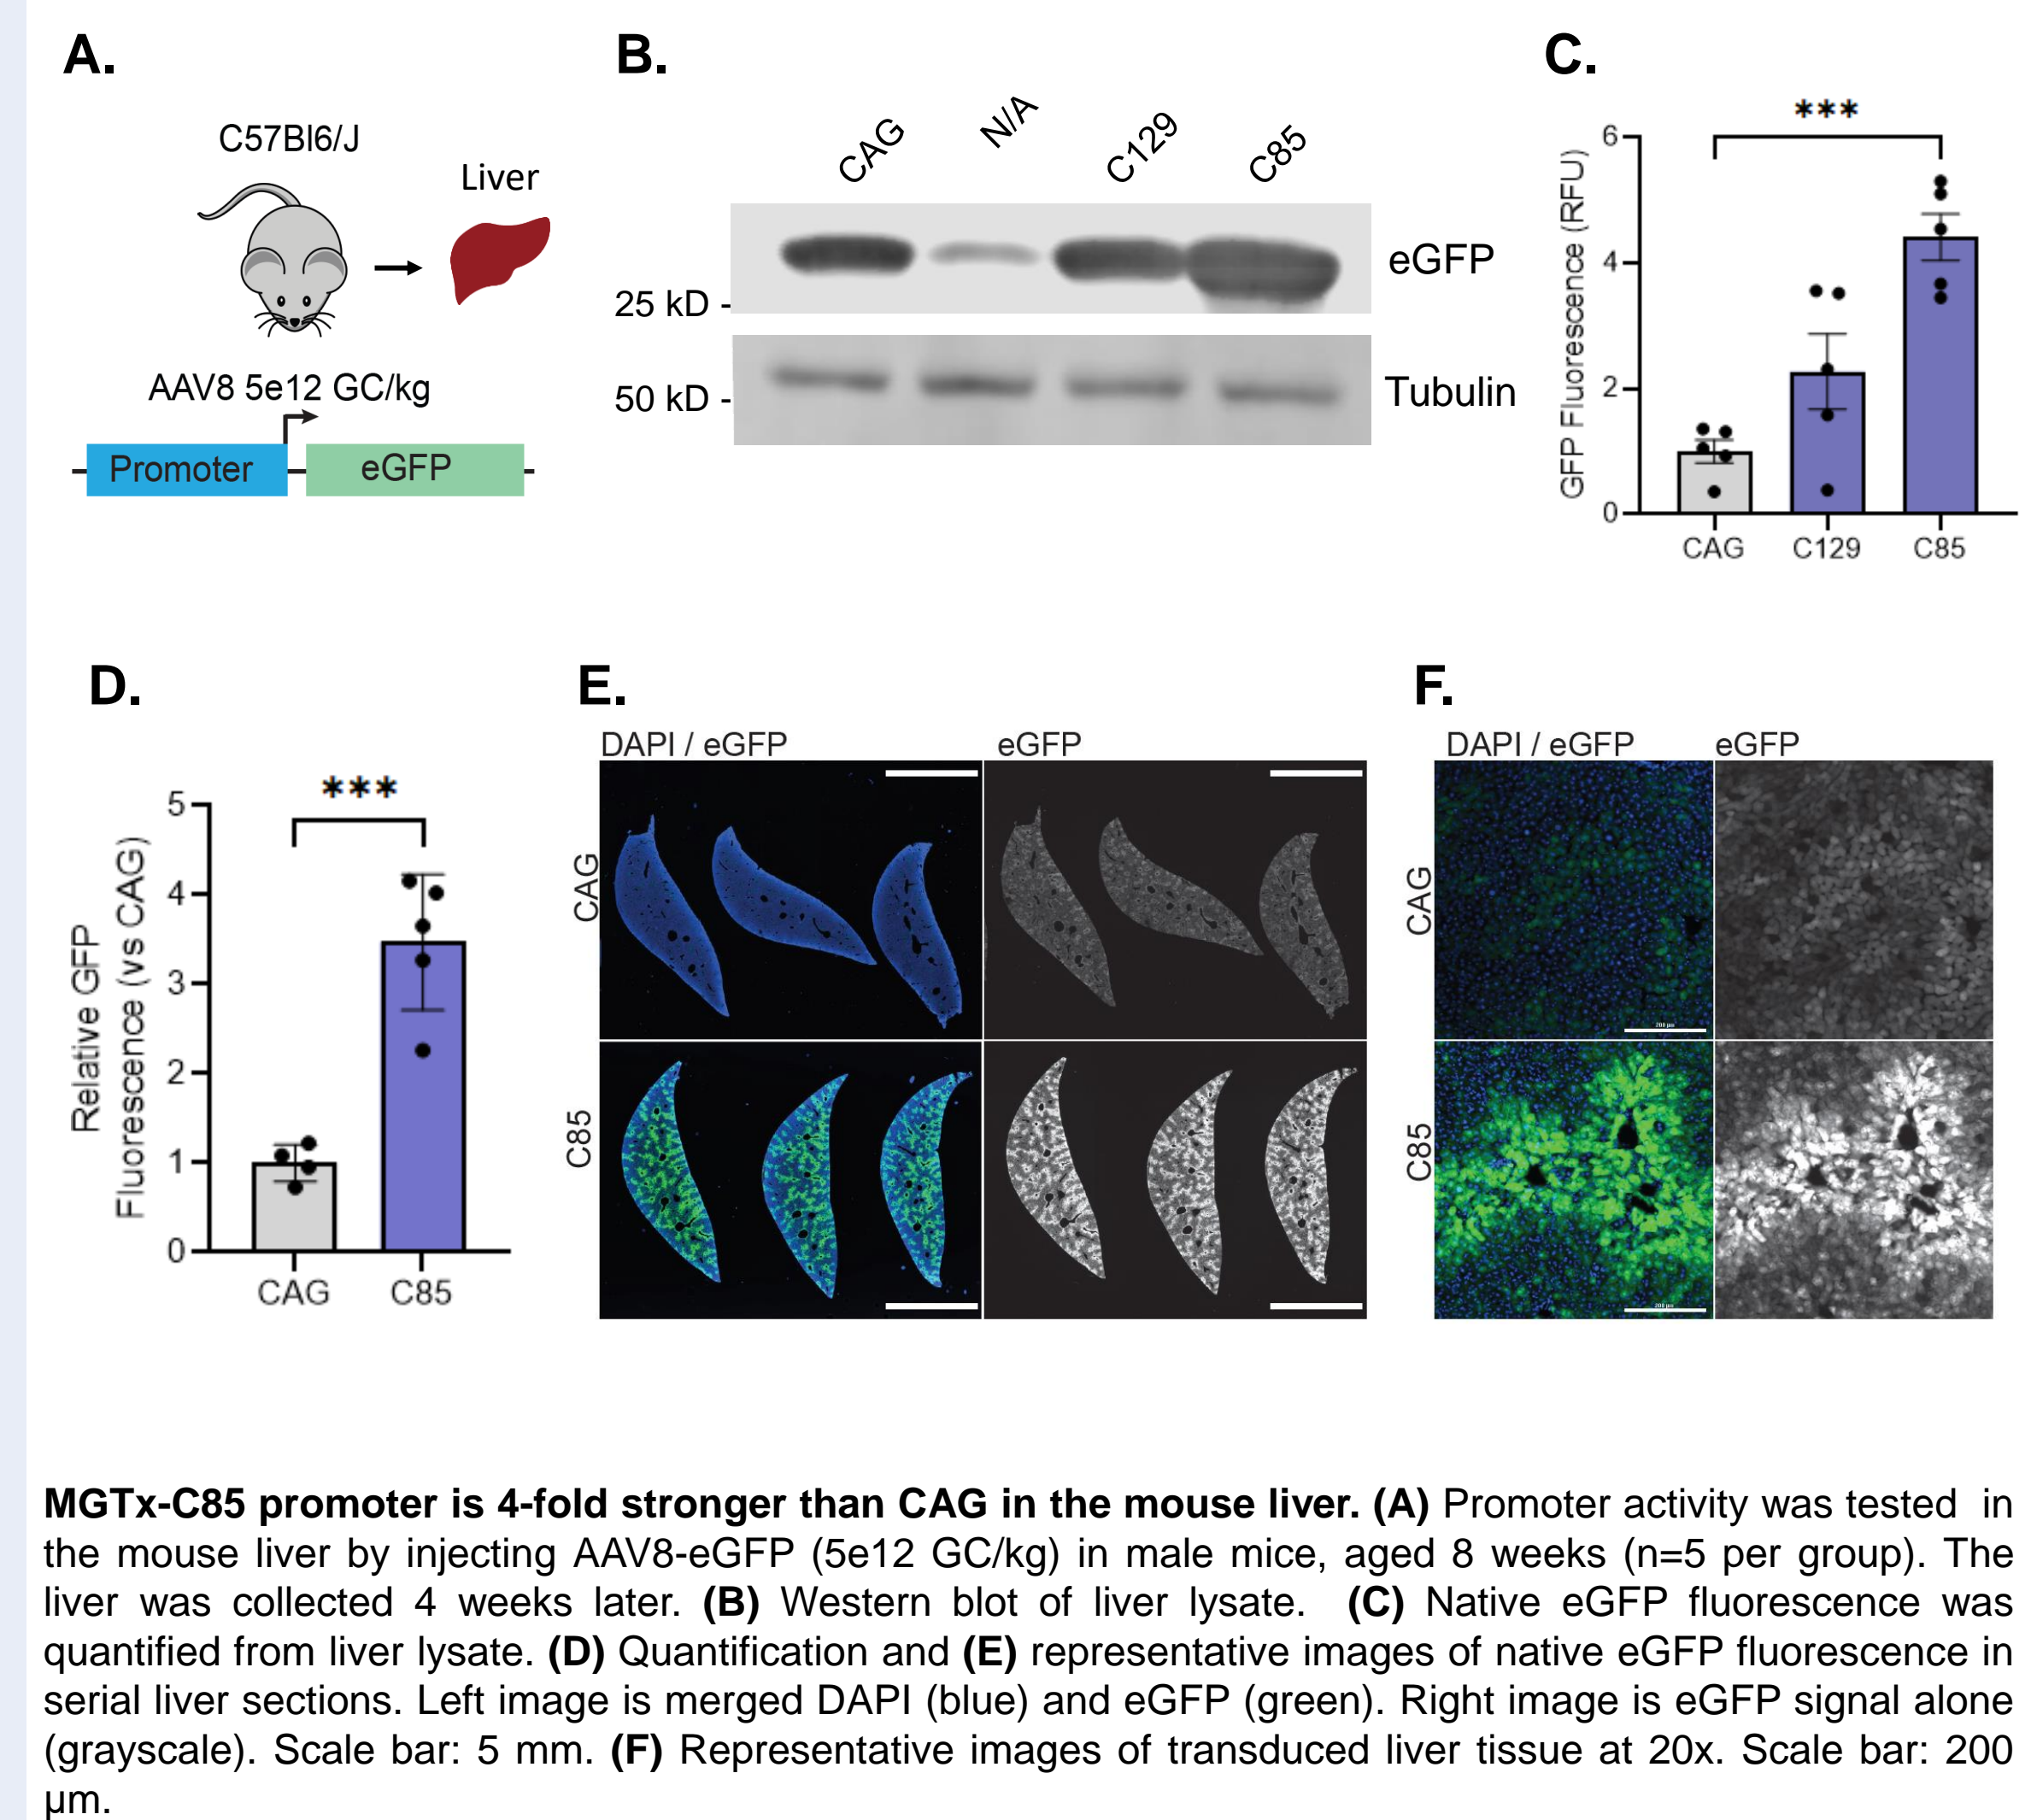 A.
C57Bl6/J
Liver
AAV8 5e12 GC/kg
Promoter
eGFP
B.
CAG
N/A
C129
C85
eGFP
25 kD -
50 kD -
Tubulin
C.
***
GFP Fluorescence (RFU)
6
4
2
0
CAG
C129
C85
D.
***
Relative GFP
Fluorescence (vs CAG)
5
4
3
2
1
0
CAG
C85
E.
DAPI / eGFP
eGFP
CAG
C85
F.
DAPI / eGFP
eGFP
CAG
200 µm
C85
200 µm
MGTx-C85 promoter is 4-fold stronger than CAG in the mouse liver. (A) Promoter activity was tested in
the mouse liver by injecting AAV8-eGFP (5e12 GC/kg) in male mice, aged 8 weeks (n=5 per group). The
liver was collected 4 weeks later. (B) Western blot of liver lysate. (C) Native eGFP fluorescence was
quantified from liver lysate. (D) Quantification and (E) representative images of native eGFP fluorescence in
serial liver sections. Left image is merged DAPI (blue) and eGFP (green). Right image is eGFP signal alone
(grayscale). Scale bar: 5 mm. (F) Representative images of transduced liver tissue at 20x. Scale bar: 200
µm.